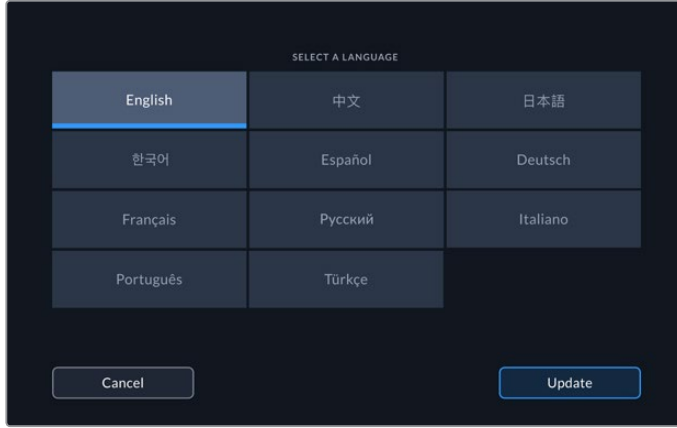 SELECT A LANGUAGE
English 中文 日本語
한국어 Español Deutsch
Français Русский Italiano
Português Türkçe
Cancel Update